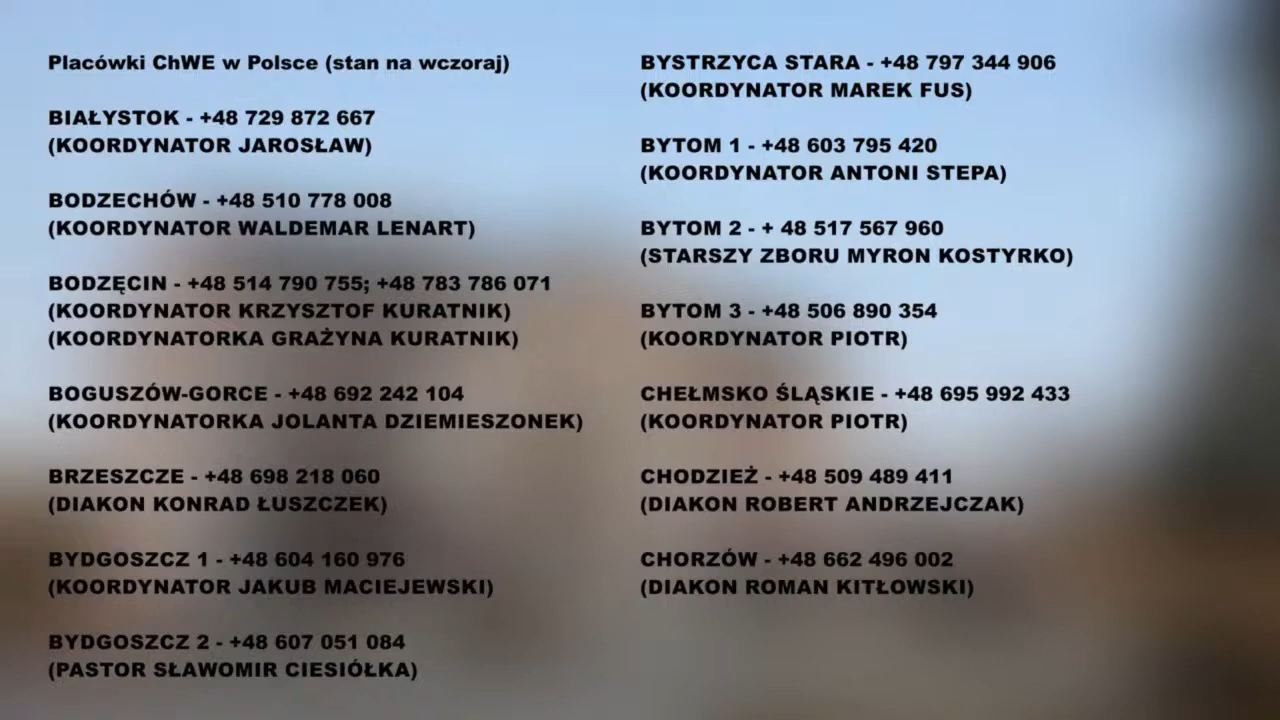 Placówki ChWE w Polsce (stan na wczoraj)
BIAŁYSTOK - +48 729 872 667
(KOORDYNATOR JAROSŁAW)
BODZECHÓW - +48 510 778 008
(KOORDYNATOR WALDEMAR LENART)
BODZĘCIN - +48 514 790 755; +48 783 786 071
(KOORDYNATOR KRZYSZTOF KURATNIK)
(KOORDYNATORKA GRAŻYNA KURATNIK)
BOGUSZÓW-GORCE - +48 692 242 104
(KOORDYNATORKA JOLANTA DZIEMIESZONEK)
BRZESZCZE - +48 698 218 060
(DIAKON KONRAD ŁUSZCZEK)
BYDGOSZCZ 1 - +48 604 160 976
(KOORDYNATOR JAKUB MACIEJEWSKI)
BYDGOSZCZ 2 - +48 607 051 084
(PASTOR SŁAWOMIR CIESIÓŁKA)
BYSTRZYCA STARA - +48 797 344 906
(KOORDYNATOR MAREK FUS)
BYTOM 1 - +48 603 795 420
(KOORDYNATOR ANTONI STEPA)
BYTOM 2 - + 48 517 567 960
(STARSZY ZBORU MYRON KOSTYRKO)
BYTOM 3 - +48 506 890 354
(KOORDYNATOR PIOTR)
CHEŁMSKO ŚLĄSKIE - +48 695 992 433
(KOORDYNATOR PIOTR)
CHODZIEŻ - +48 509 489 411
(DIAKON ROBERT ANDRZEJCZAK)
CHORZÓW - +48 662 496 002
(DIAKON ROMAN KITŁOWSKI)